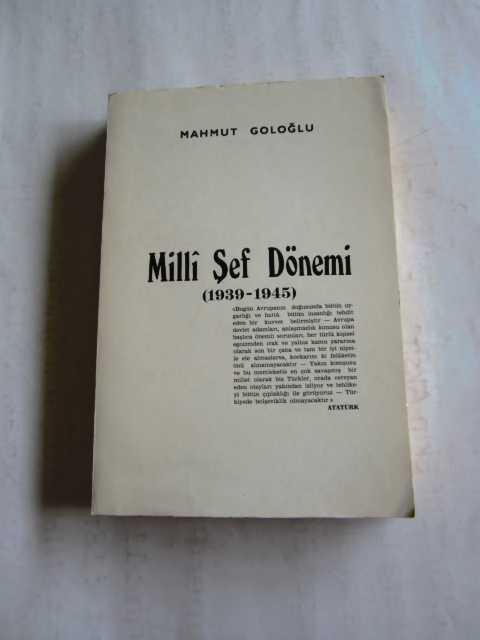 MAHMUT GOLOĞLU
Millî Şef Dönemi
(1939-1945)
«Bugün Avrupanın doğusunda bütün uy-
garlığı ve hattâ bütün insanlığı tehdit
eden bir kuvvet belirmiştir — Avrupa
devlet adamları, anlaşmazlık konusu olan
başlıca önemli sorunları, her türlü kişisel
egoizmden ırak ve yalnız kamu yararına
olarak son bir çaba ve tam bir iyi niyet-
le ele almazlarsa, korkarım ki felâketin
önü alınamayacaktır — Yakın komşusu
ve bu memleketle en çok savaşmış bir
millet olarak biz Türkler, orada cereyan
eden olayları yakından izliyor ve tehlike-
yi bütün çıplaklığı ile görüyoruz — Tür-
kiyede bolşeviklik olmayacaktır.»
ATATÜRK